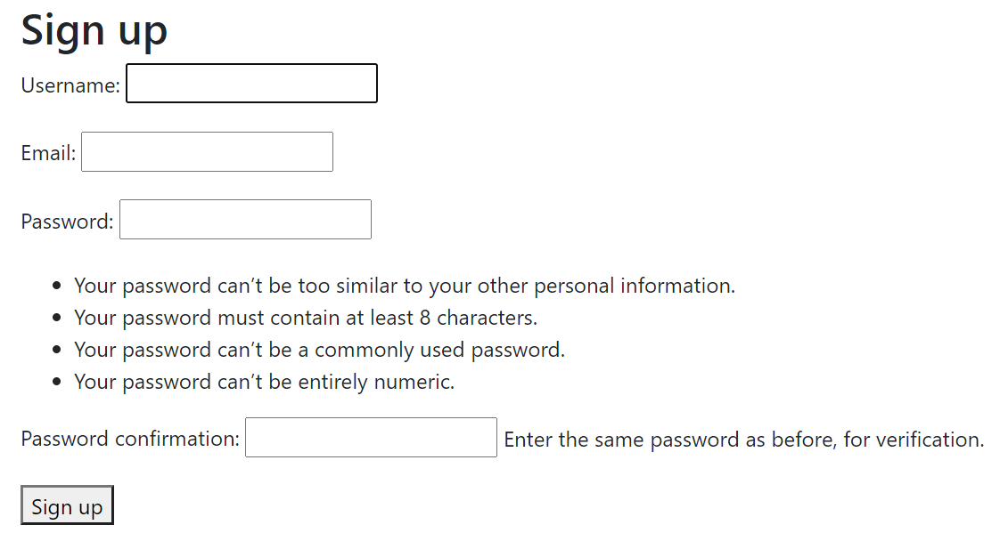 Sign up
Username:
Email:
Password:
Your password can’t be too similar to your other personal information.
Your password must contain at least 8 characters.
Your password can’t be a commonly used password.
Your password can’t be entirely numeric.
Password confirmation: Enter the same password as before, for verification.
Sign up